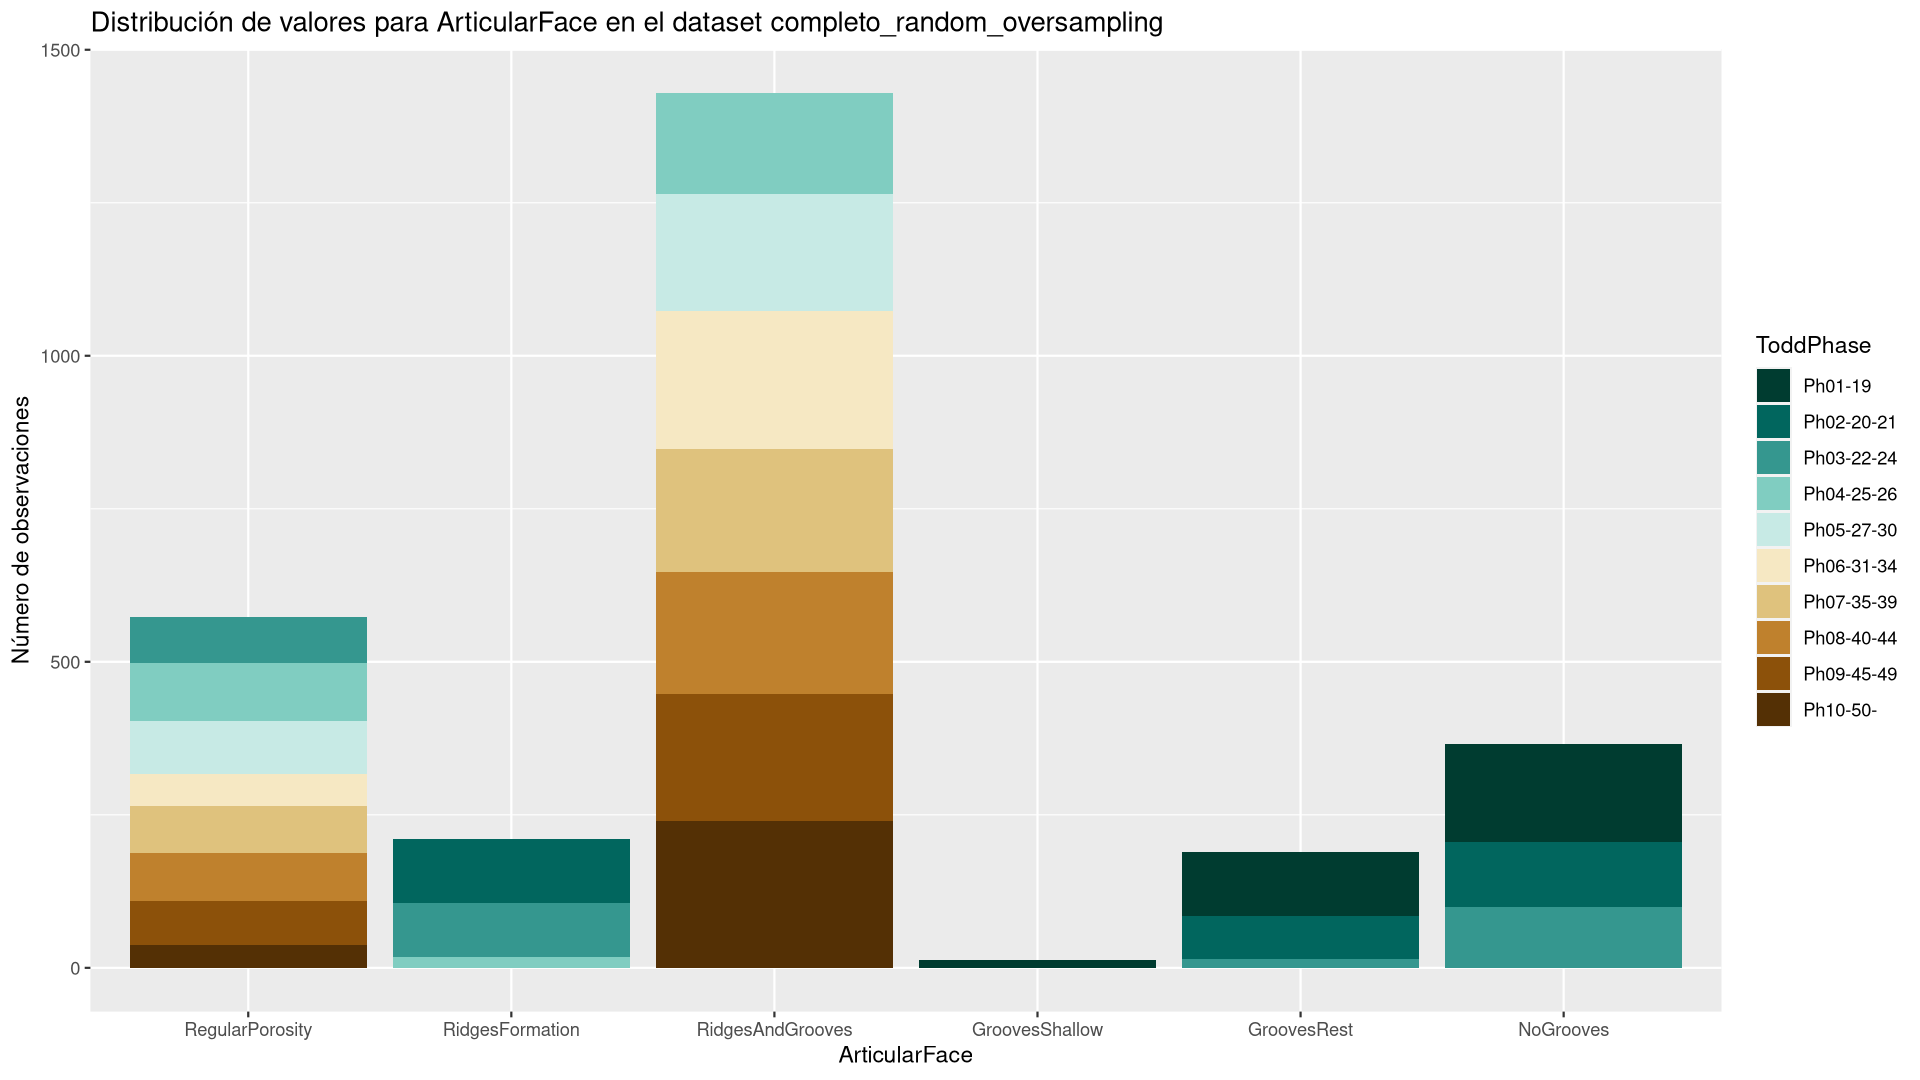 Distribución de valores para ArticularFace en el dataset completo_random_oversampling
1500
1000
500
0
Número de observaciones
RegularPorosity
RidgesFormation
RidgesAndGrooves
GroovesShallow
GroovesRest
NoGrooves
ArticularFace
ToddPhase
Ph01-19
Ph02-20-21
Ph03-22-24
Ph04-25-26
Ph05-27-30
Ph06-31-34
Ph07-35-39
Ph08-40-44
Ph09-45-49
Ph10-50-